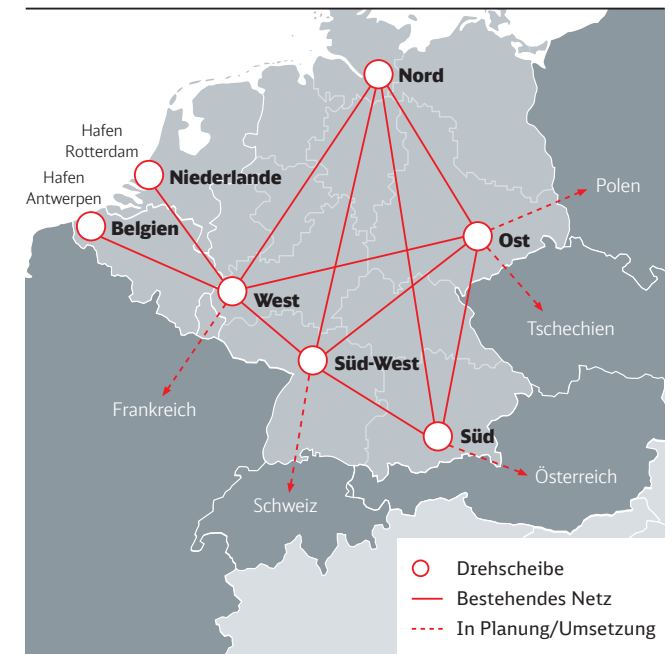 Nord
Hafen
Rotterdam
Niederlande
Hafen
Antwerpen
Belgien
Polen
Ost
West
Tschechien
Süd-West
Frankreich
Süd
Österreich
Schweiz
Drehscheibe
Bestehendes Netz
In Planung/Umsetzung